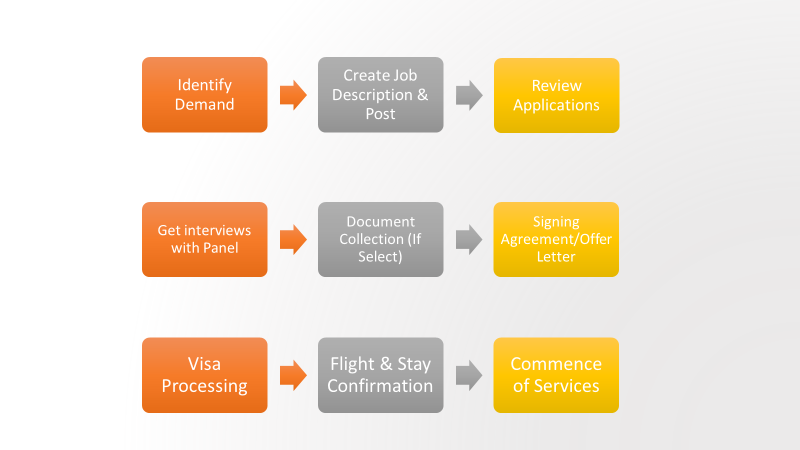 Identify
Demand
Create Job
Description &
Post
Review
Applications
Get interviews
with Panel
Document
Collection (If
Select)
Signing
Agreement/Offer
Letter
Visa
Processing
Flight & Stay
Confirmation
Commence
of Services